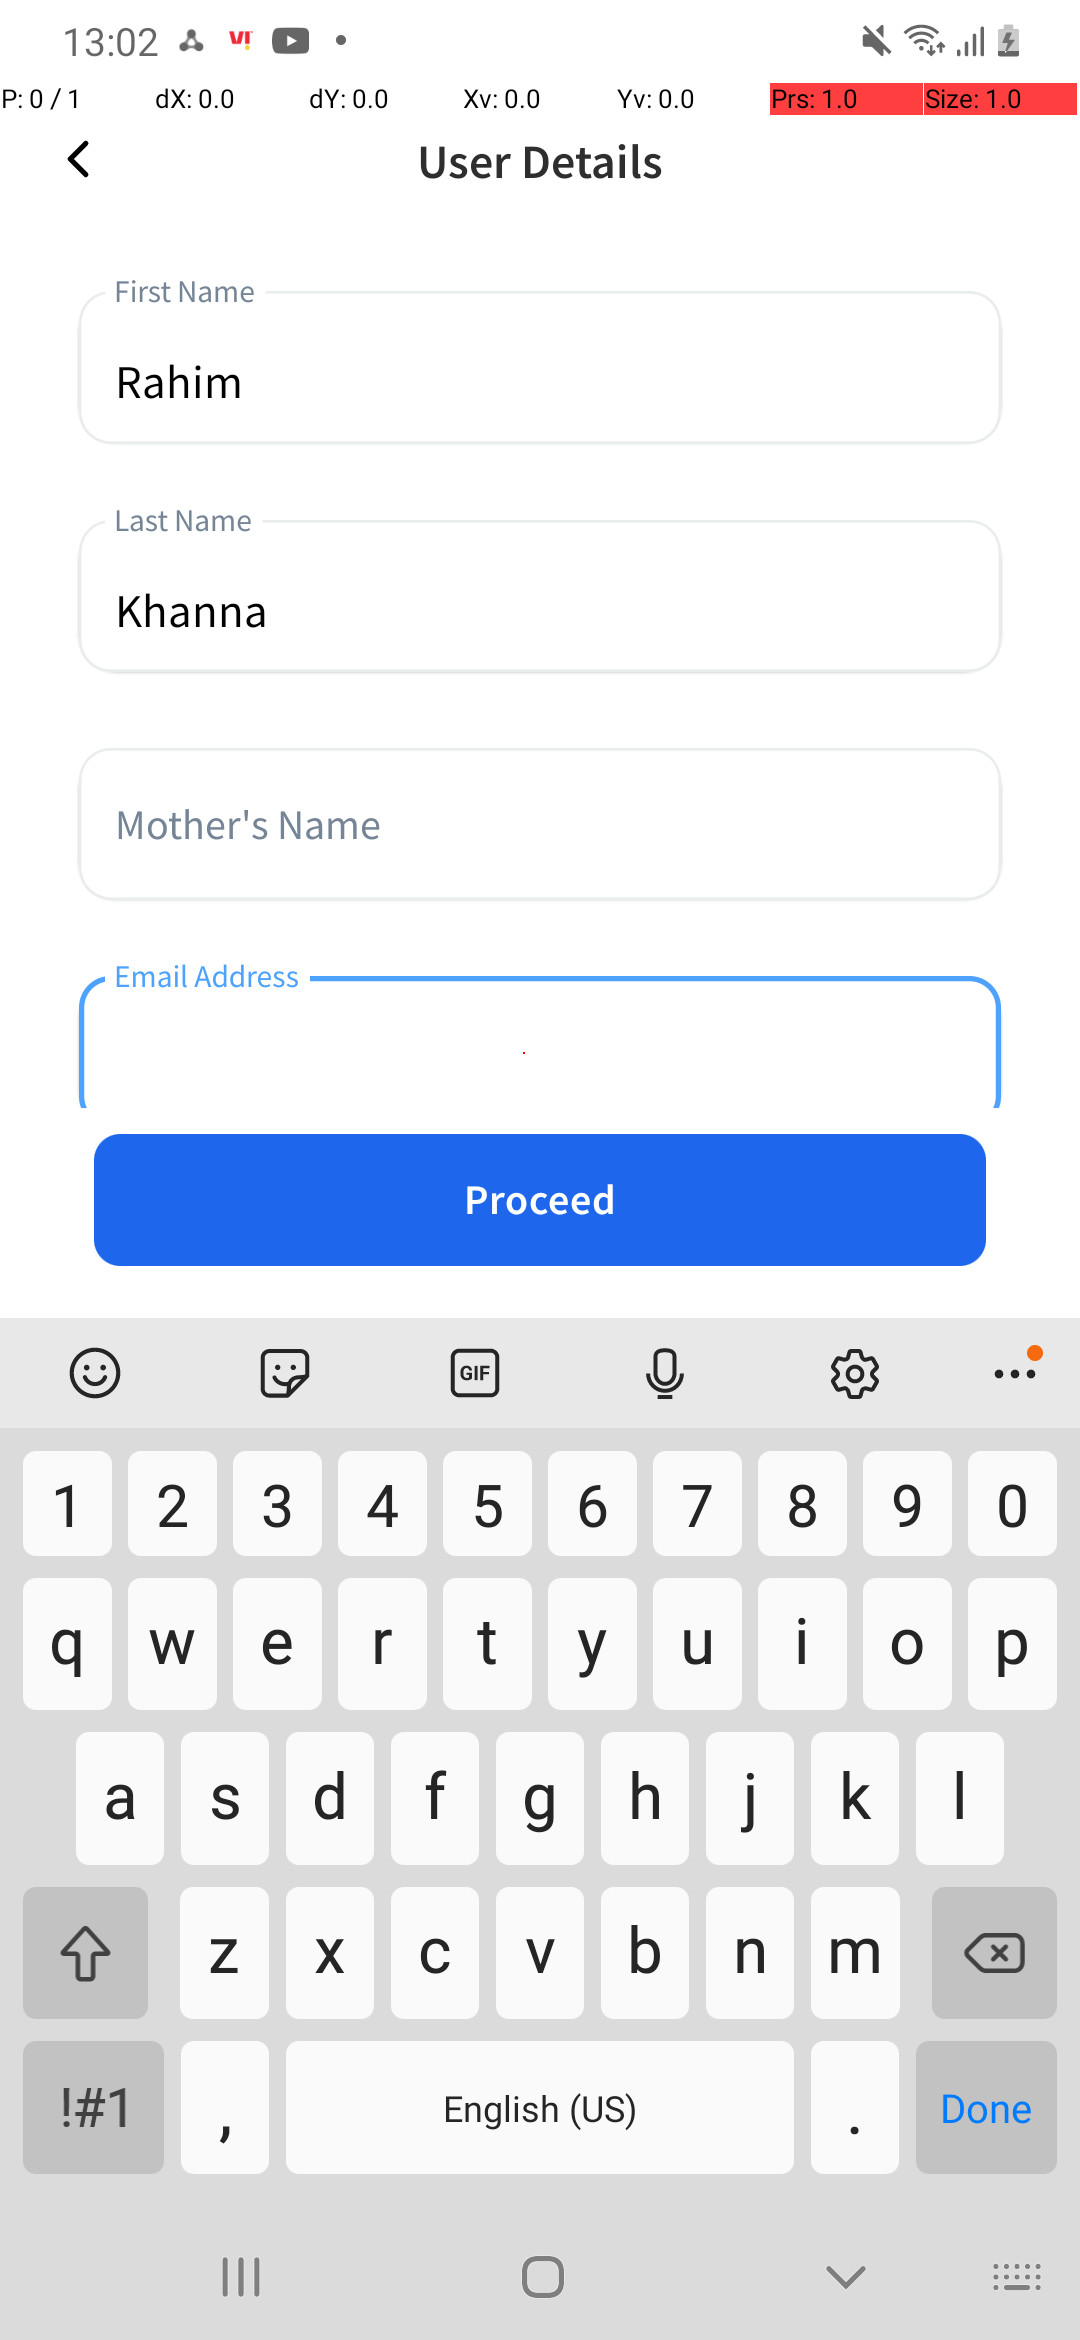 13:02
P: 0 / 1 dX: 0.0 dY: 0.0 Xv: 0.0 Yv: 0.0 Prs: 1.0 Size: 1.0
User Details
First Name
Rahim
Last Name
Khanna
Mother's Name
Email Address
Proceed
GIF
1 2 3 4 5 6 7 8 9 0
q w e r t y u i o p
a s d f g h j k l
z x c v b n m
!#1 , English (US) . Done